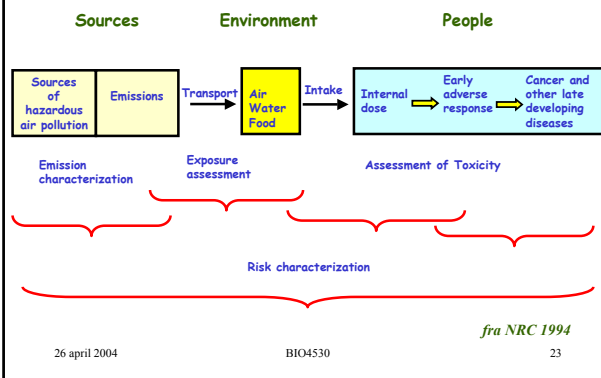 Sources
Environment
People
Sources
of
hazardous
air pollution
Emissions
Transport
Air
Water
Food
Intake
Internal
dose
Early
adverse
response
Cancer and
other late
developing
diseases
Emission
characterization
Exposure
assessment
Assessment of Toxicity
Risk characterization
fra NRC 1994
26 april 2004
BIO4530
23